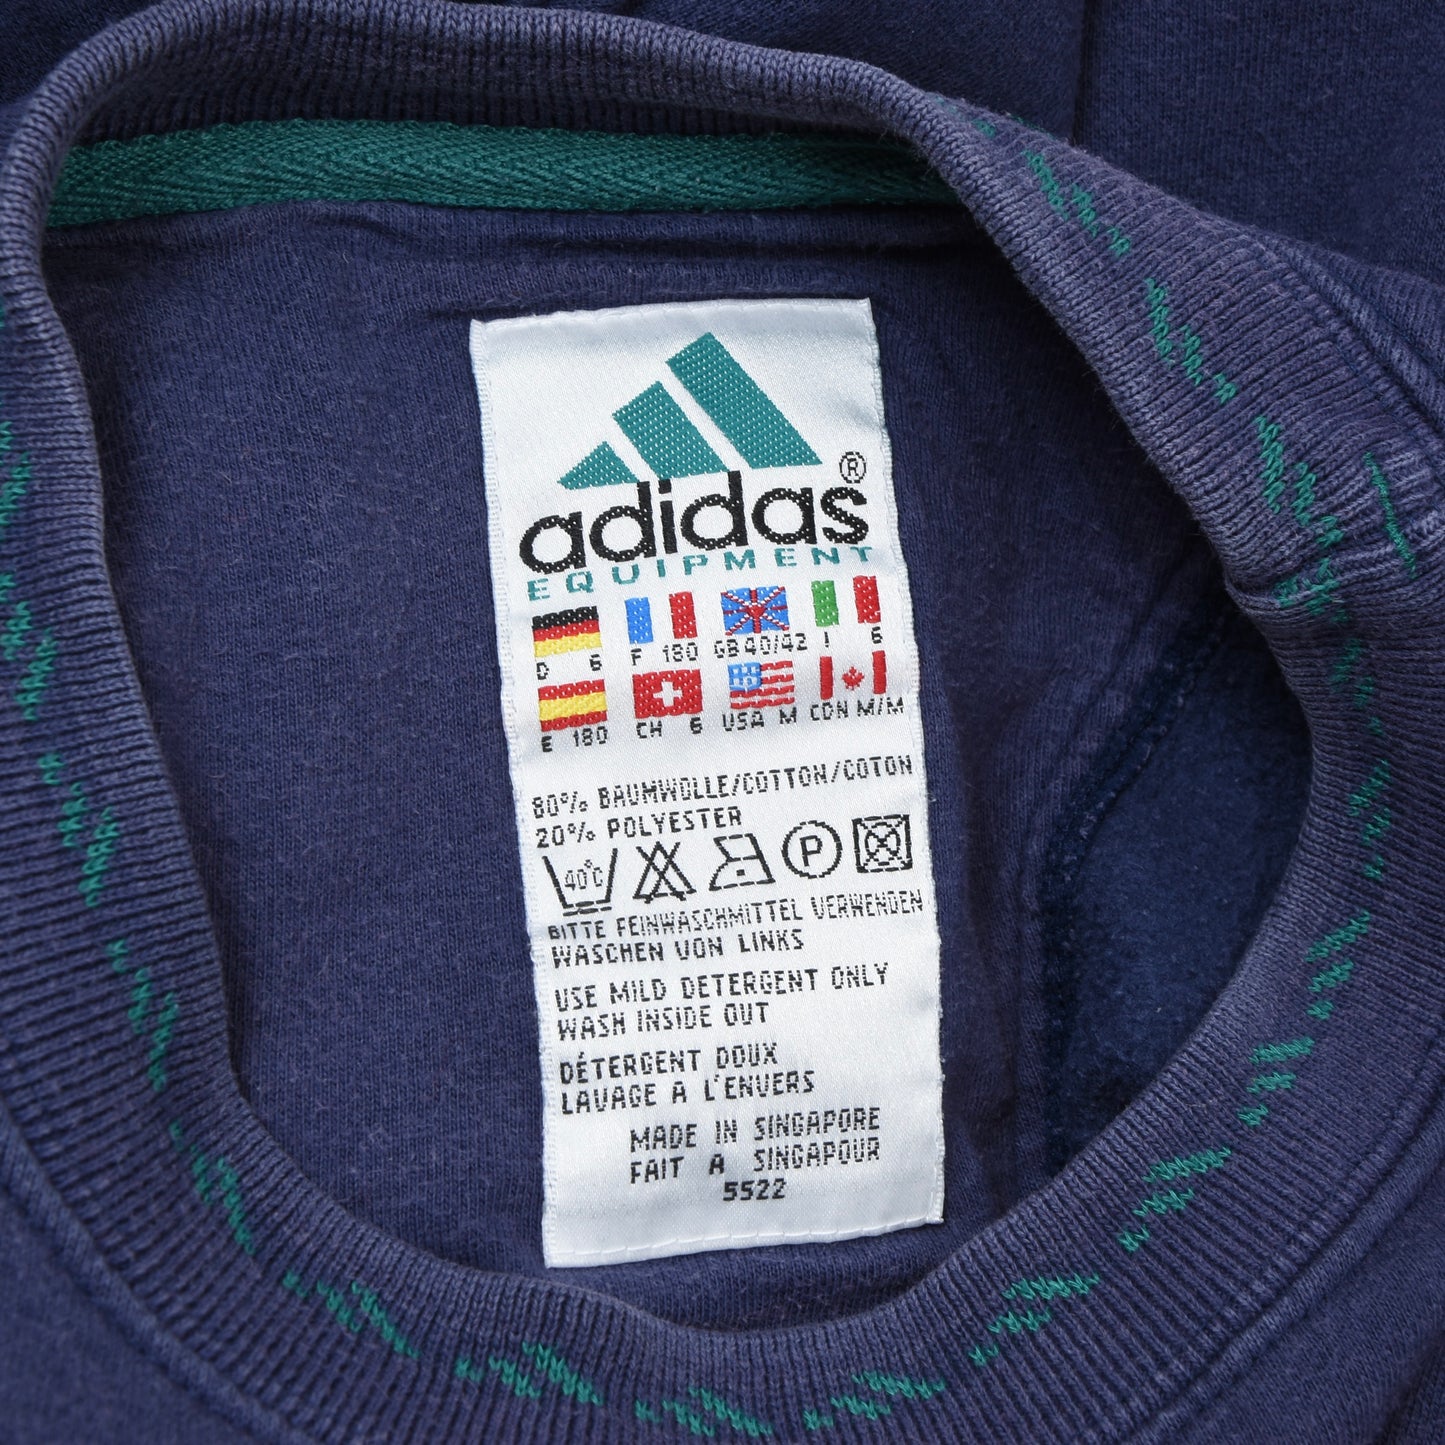 adidas®
EQUIPMENT
D 6 F 180 GB 40/42 I 6
E 180 CH 6 USA M CDN M/M
80% BAUMWOLLE/COTTON/COTON
20% POLYESTER
40°C P
BITTE FEINWASCHMITTEL VERWENDEN
WASCHEN VON LINKS
USE MILD DETERGENT ONLY
WASH INSIDE OUT
DÉTERGENT DOUX
LAVAGE A L'ENVERS
MADE IN SINGAPORE
FAIT A SINGAPOUR
5522